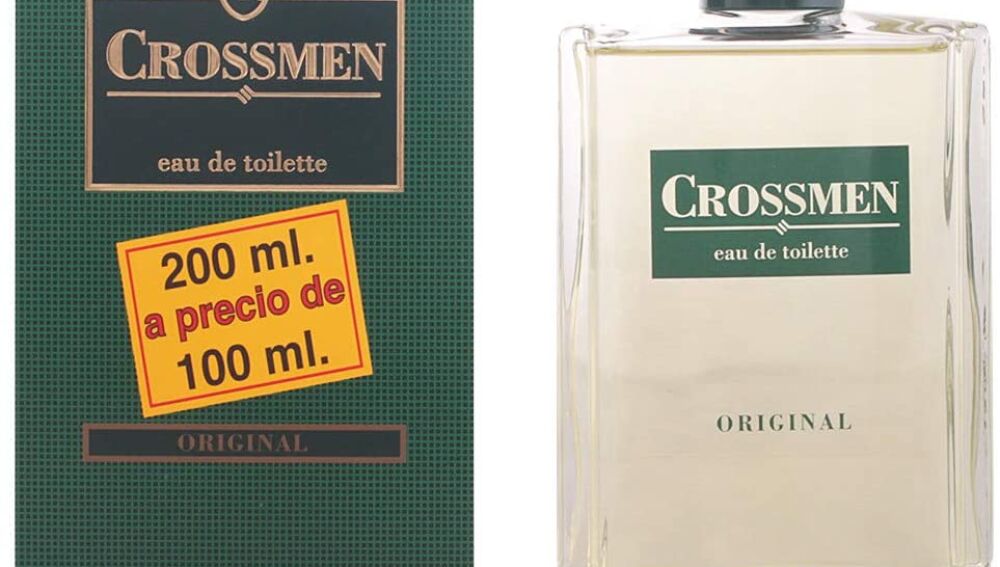 CROSSMEN
eau de toilette
200 ml.
a precio de
100 ml.
ORIGINAL
CROSSMEN
eau de toilette
ORIGINAL